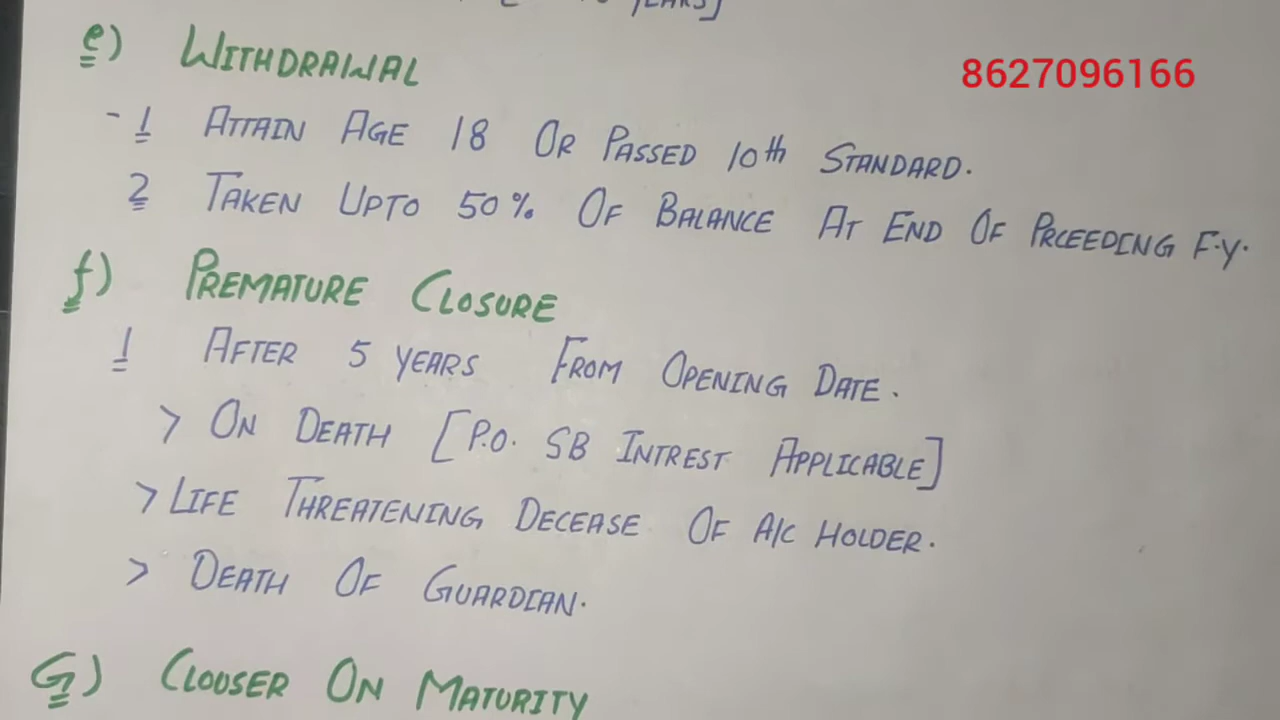 YEARS]
e) WITHDRAWAL
8627096166
- 1 ATTAIN AGE 18 OR PASSED 10th STANDARD.
2 TAKEN UPTO 50% OF BALANCE AT END OF PRCEEDING F.Y.
f) PREMATURE CLOSURE
1 AFTER 5 YEARS FROM OPENING DATE.
> ON DEATH [P.O. SB INTREST APPLICABLE]
> LIFE THREATENING DECEASE OF A/C HOLDER.
> DEATH OF GUARDIAN.
G) CLOUSER ON MATURITY